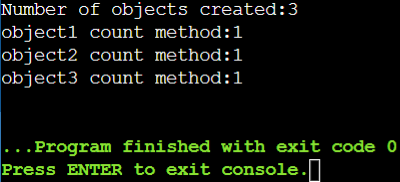 Number of objects created:3
object1 count method:1
object2 count method:1
object3 count method:1
...Program finished with exit code 0
Press ENTER to exit console.